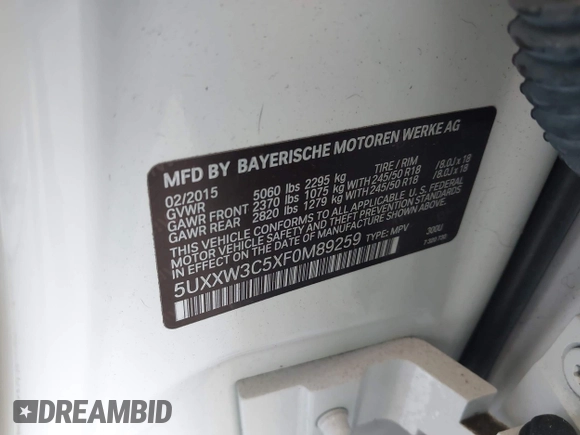 MFD BY BAYERISCHE MOTOREN WERKE AG
02/2015 TIRE / RIM
GVWR 5060 lbs 2295 kg
GAWR FRONT 2370 lbs 1075 kg WITH 245/50 R18 / 8.0J x 18
GAWR REAR 2820 lbs 1279 kg WITH 245/50 R18 / 8.0J x 18
THIS VEHICLE CONFORMS TO ALL APPLICABLE U.S. FEDERAL
MOTOR VEHICLE SAFETY AND THEFT PREVENTION STANDARDS
IN EFFECT ON THE DATE OF MANUFACTURE SHOWN ABOVE.
5UXXW3C5XF0M89259 TYPE: MPV 300U
DREAMBID